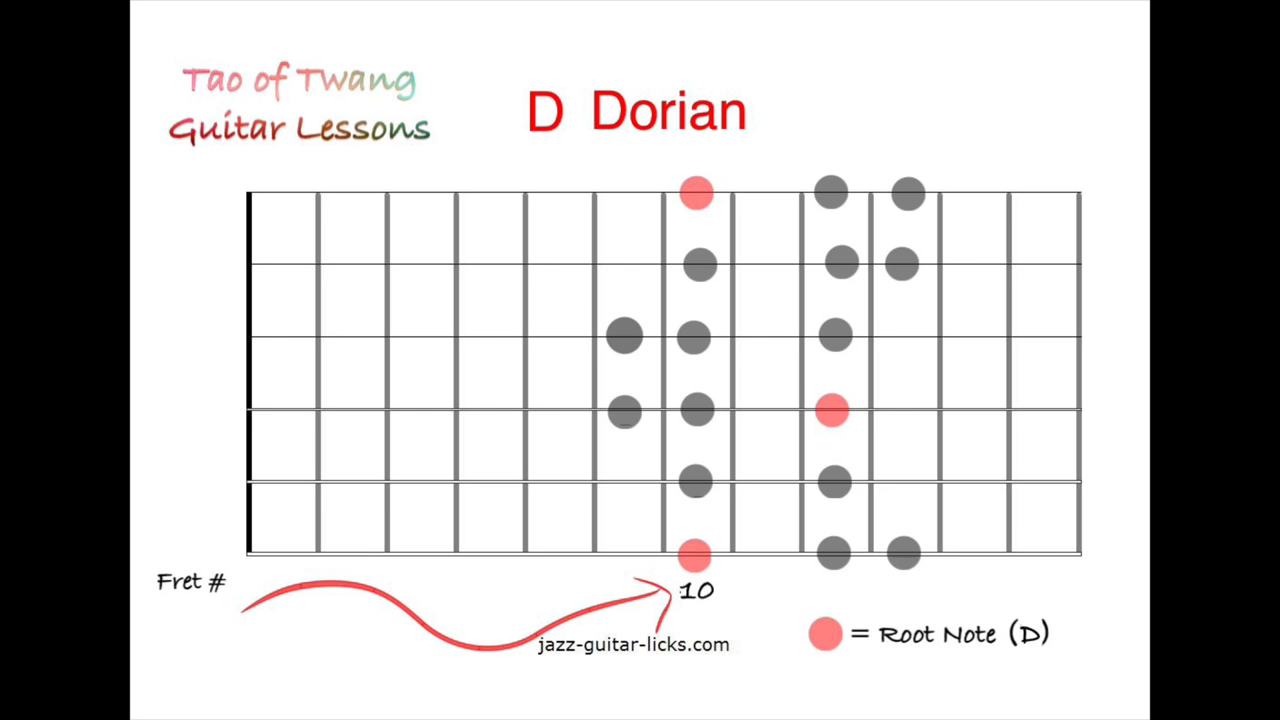 Tao of Twang
Guitar Lessons
D Dorian
Fret #
10
jazz-guitar-licks.com
= Root Note (D)